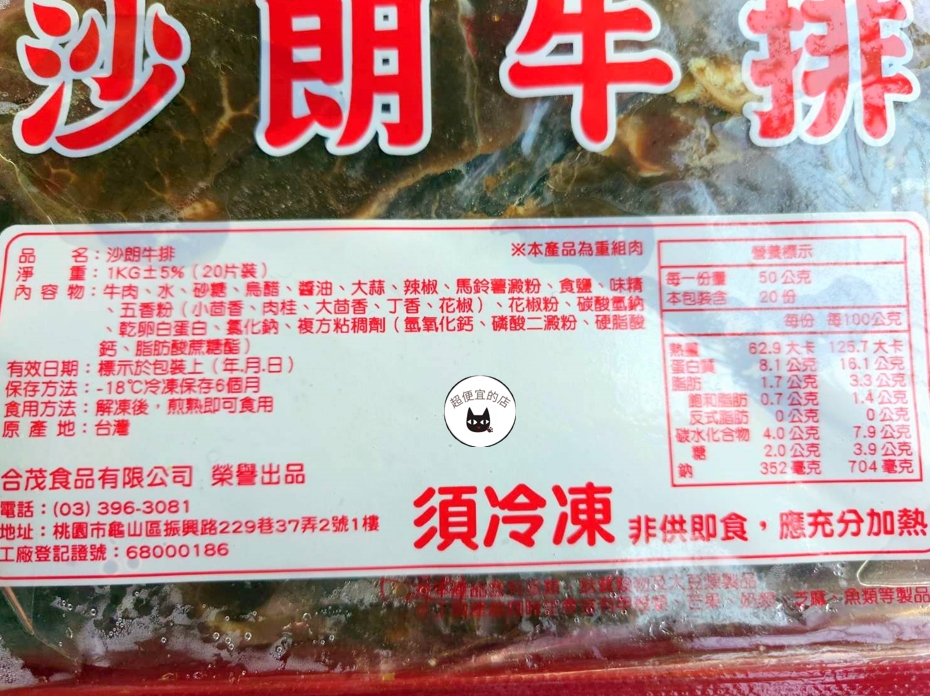 沙朗牛排
品　　名：沙朗牛排
※本產品為重組肉
淨　　重：1KG±5%（20片裝）
內 容 物：牛肉、水、砂糖、烏醋、醬油、大蒜、辣椒、馬鈴薯澱粉、食鹽、味精
、五香粉（小茴香、肉桂、大茴香、丁香、花椒）、花椒粉、碳酸氫鈉
、乾卵白蛋白、氯化鈉、複方粘稠劑（氫氧化鈣、磷酸二澱粉、硬脂酸
鈣、脂肪酸蔗糖酯）
有效日期：標示於包裝上（年.月.日）
保存方法：-18℃冷凍保存6個月
食用方法：解凍後，煎熟即可食用
原 產 地：台灣
營養標示
每一份量 50 公克
本包裝含 20 份
每份 每100公克
熱量 62.9 大卡 125.7 大卡
蛋白質 8.1 公克 16.1 公克
脂肪 1.7 公克 3.3 公克
飽和脂肪 0.7 公克 1.4 公克
反式脂肪 0 公克 0 公克
碳水化合物 4.0 公克 7.9 公克
糖 2.0 公克 3.9 公克
鈉 352 毫克 704 毫克
超便宜的店
合茂食品有限公司 榮譽出品
電話：(03) 396-3081
地址：桃園市龜山區振興路229巷37弄2號1樓
工廠登記證號：68000186
須冷凍 非供即食，應充分加熱
芝麻、魚類等製品